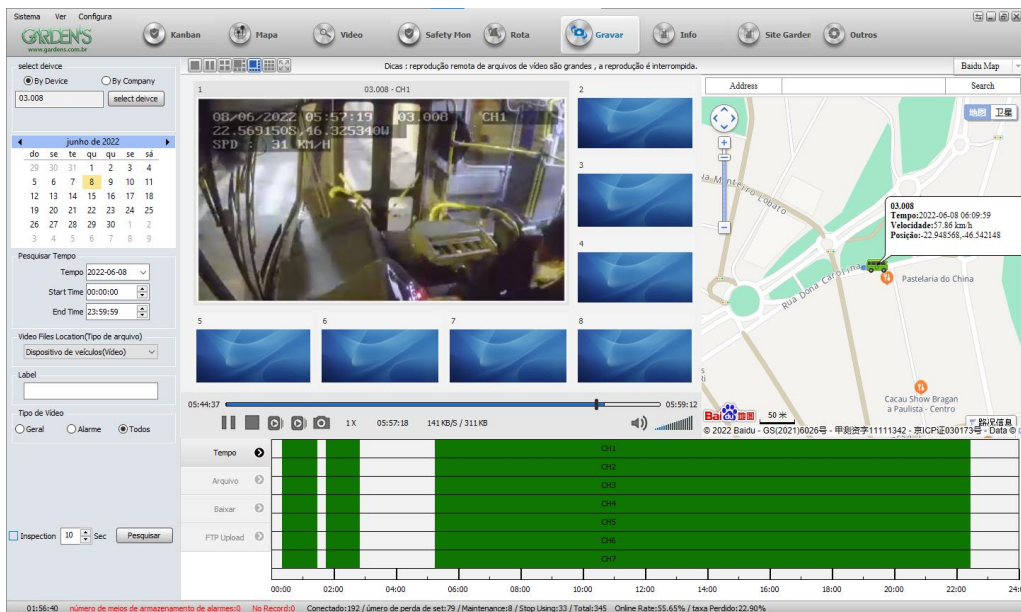 Sistema Ver Configura
GARDEN'S
www.gardens.com.br
Kanban
Mapa
Video
Safety Mon
Rota
Gravar
Info
Site Garden
Outros
select deivce
By Device
By Company
03.008
select deivce
junho de 2022
do se te qu qu se sá
29 30 31 1 2 3 4
5 6 7 8 9 10 11
12 13 14 15 16 17 18
19 20 21 22 23 24 25
26 27 28 29 30 1 2
3 4 5 6 7 8 9
Pesquisar Tempo
Tempo 2022-06-08
Start Time 00:00:00
End Time 23:59:59
Video Files Location(Tipo de arquivo)
Dispositivo de veículos(Vídeo)
Label
Tipo de Vídeo
Geral
Alarme
Todos
Inspection 10 Sec
Pesquisar
Dicas : reprodução remota de arquivos de vídeo são grandes , a reprodução é interrompida.
Baidu Map
1 03.008 - CH1
08/06/2022 05:57:19 03.008 CH1
22.569150S,46.325340W
SPD : 31 KM/H
2
3
4
5
6
7
8
05:44:37
05:59:12
1 X
05:57:18
141 KB/S / 311 KB
Address
Search
地图
卫星
ua Monteiro Lobato
03.008
Tempo:2022-06-08 06:09:59
Velocidade:57.86 km/h
Posição:-22.948568,-46.542148
Rua Dona Carolina
Pastelaria do China
Cacau Show Bragan
a Paulista - Centro
Bai du 地图
50 米
路况信息
© 2022 Baidu - GS(2021)6026号 - 甲测资字11111342 - 京ICP证030173号 - Data ©
Tempo
Arquivo
Baixar
FTP Upload
CH1
CH2
CH3
CH4
CH5
CH6
CH7
00:00 02:00 04:00 06:00 08:00 10:00 12:00 14:00 16:00 18:00 20:00 22:00 24:
01:56:40 número de meios de armazenamento de alarmes:0 No Record:0 Conectado:192 / úmero de perda de set:79 / Maintenance:8 / Stop Using:33 / Total:345 Online Rate:55.65% / taxa Perdido:22.90%